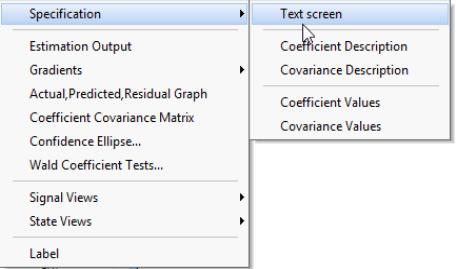 Specification
Estimation Output
Gradients
Actual,Predicted,Residual Graph
Coefficient Covariance Matrix
Confidence Ellipse...
Wald Coefficient Tests...
Signal Views
State Views
Label
Text screen
Coefficient Description
Covariance Description
Coefficient Values
Covariance Values